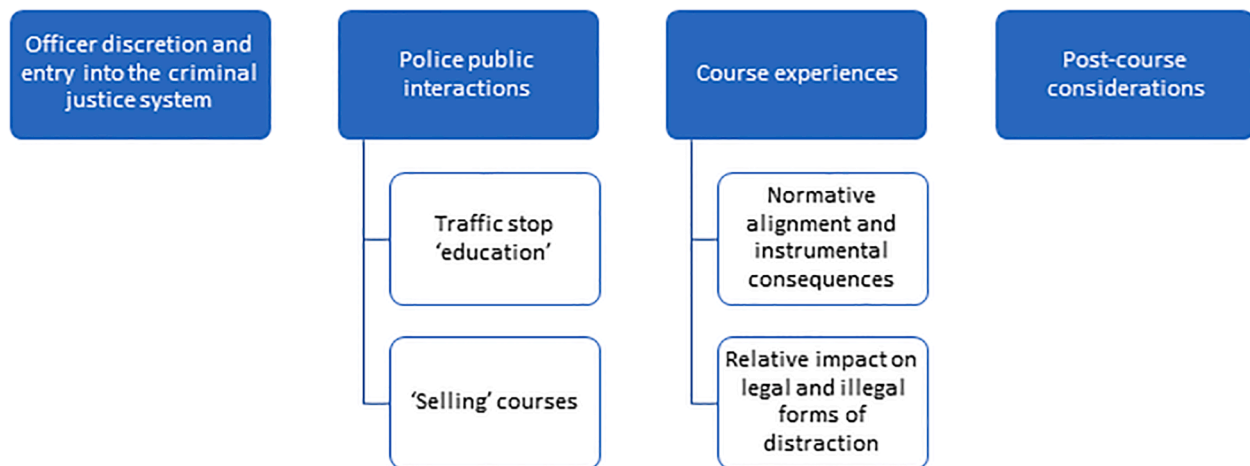 Officer discretion and
entry into the criminal
justice system
Police public
interactions
Traffic stop
‘education’
‘Selling’ courses
Course experiences
Normative
alignment and
instrumental
consequences
Relative impact on
legal and illegal
forms of
distraction
Post-course
considerations